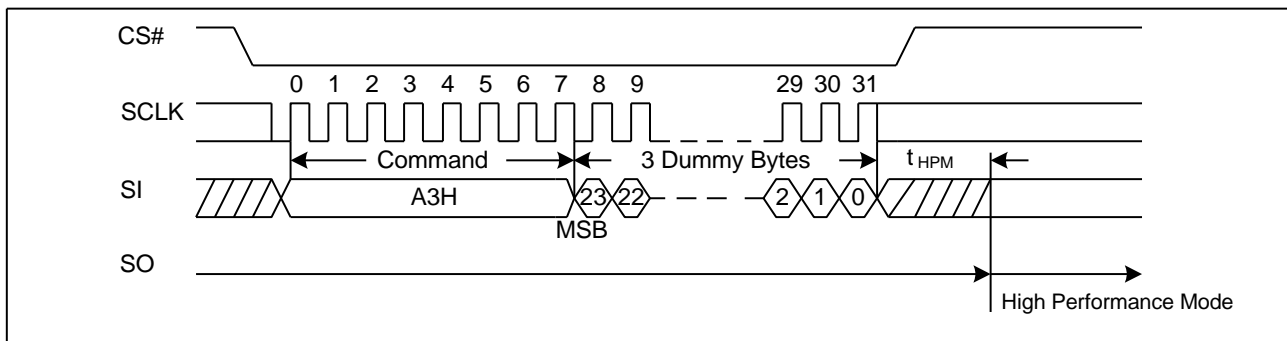 CS#
0 1 2 3 4 5 6 7 8 9 29 30 31
SCLK
Command 3 Dummy Bytes tHPM
SI A3H 23 22 2 1 0
MSB
SO
High Performance Mode